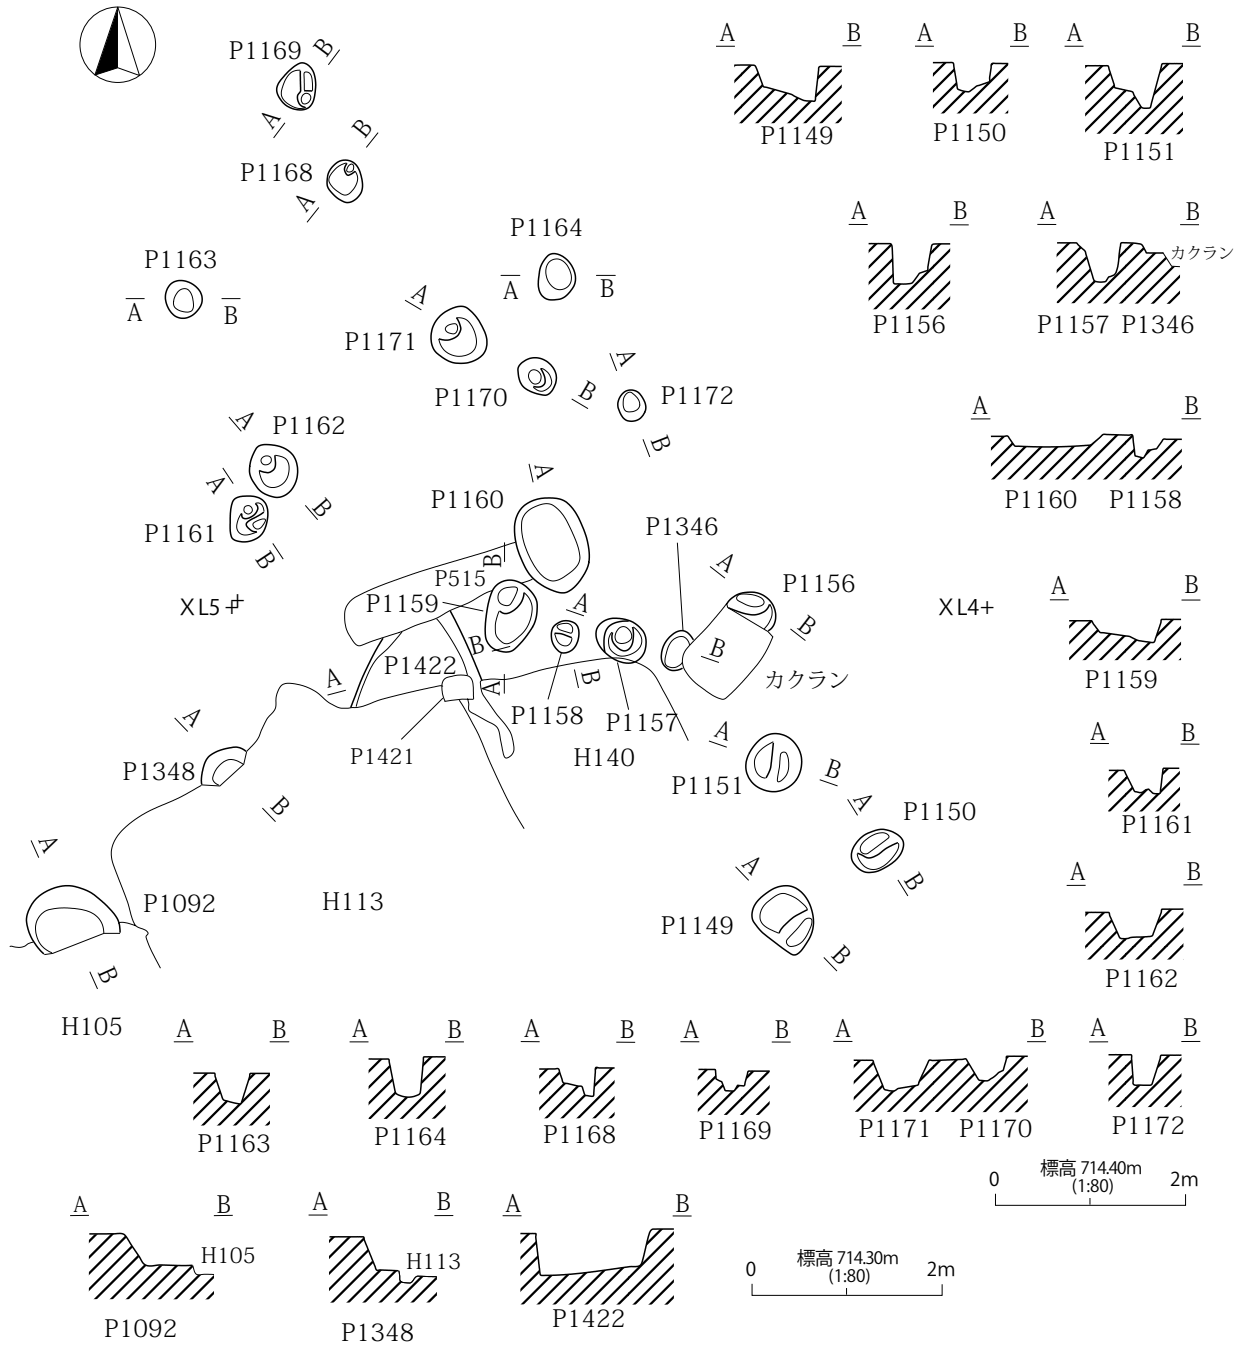 A B A B A B
P1169 B
A
P1149 P1150 P1151
B
P1168
A
A B A B
カクラン
P1164
P1163
A B
A B
P1156 P1157 P1346
A
P1171
P1170 B
A
P1172
B
A B
A
P1162
A
B
P1161
B
P1160
A
B
P1160 P1158
P1346
A
P1156
B
P515
P1159
A
B
XL5
XL4
A B
P1422
A
A
B
B
カクラン
P1159
P1158 P1157
A
P1348
B
P1421
H140
A
P1151
B
A B
A
P1150
B
P1161
A
P1092
B
H113
A
P1149
B
A B
P1162
H105
A B A B A B A B A B A B
P1163 P1164 P1168 P1169 P1171 P1170 P1172
標高 714.40m
0 (1:80) 2m
A B A B A B
H105 H113
P1092 P1348 P1422
標高 714.30m
0 (1:80) 2m